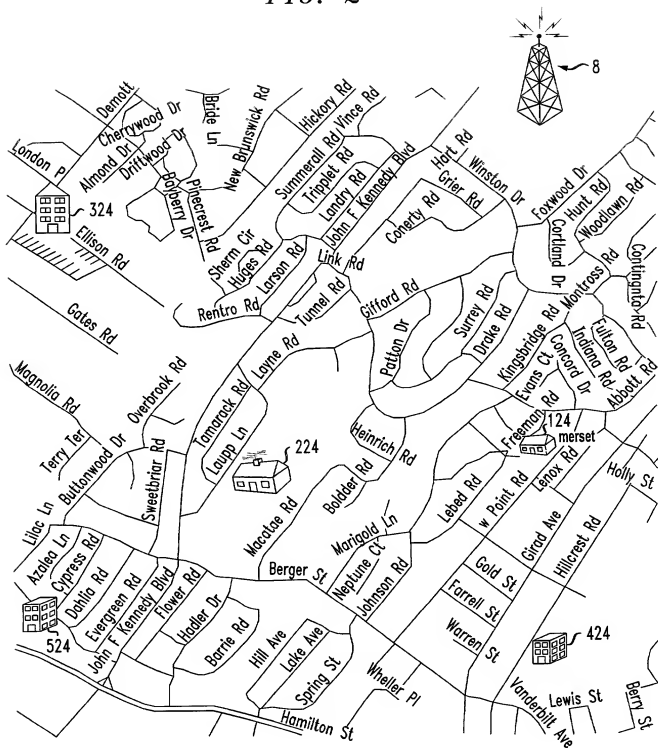 FIG. 2
8
Demott
Cherrywood Dr
Bride Ln
New Brunswick Rd
Hickory Rd
Vince Rd
London Pl
Almond Dr
Driftwood Dr
Summerall Rd
Tripplet Rd
Landry Rd
John F Kennedy Blvd
Hort Rd
Winston Dr
Grier Rd
Foxwood Dr
Hunt Rd
Woodlawn Rd
324
Bayberry Dr
Pinecrest Rd
Conerty Rd
Cortland Dr
Ellison Rd
Sherm Cir
Huges Rd
Larson Rd
Link Rd
Montross Rd
Contingnto Rd
Gates Rd
Rentro Rd
Tunnel Rd
Gifford Rd
Surrey Rd
Drake Rd
Kingsbridge Rd
Layne Rd
Patton Dr
Evans Ct
Concord Dr
Indiana Rd
Fulton Rd
Abbott Rd
Magnolia Rd
Overbrook Rd
Tamarack Rd
Freeman Rd
124
merset
Terry Ter
Buttonwood Dr
Laupp Ln
224
Heinrich Rd
Lenox Rd
Holly St
Sweetbriar Rd
Boldder Rd
Lebed Rd
w Point Rd
Lilac Ln
Azalea Ln
Macatae Rd
Marigold Ln
Girad Ave
Hillcrest Rd
Cypress Rd
Dahlia Rd
Evergreen Rd
John F Kennedy Blvd
Flower Rd
Hadler Dr
Berger St
Neptune Ct
Johnson Rd
Gold St
Farrell St
Warren St
524
Barrie Rd
Hill Ave
Lake Ave
Spring St
Wheller Pl
424
Hamilton St
Vanderbilt Ave
Lewis St
Berry St